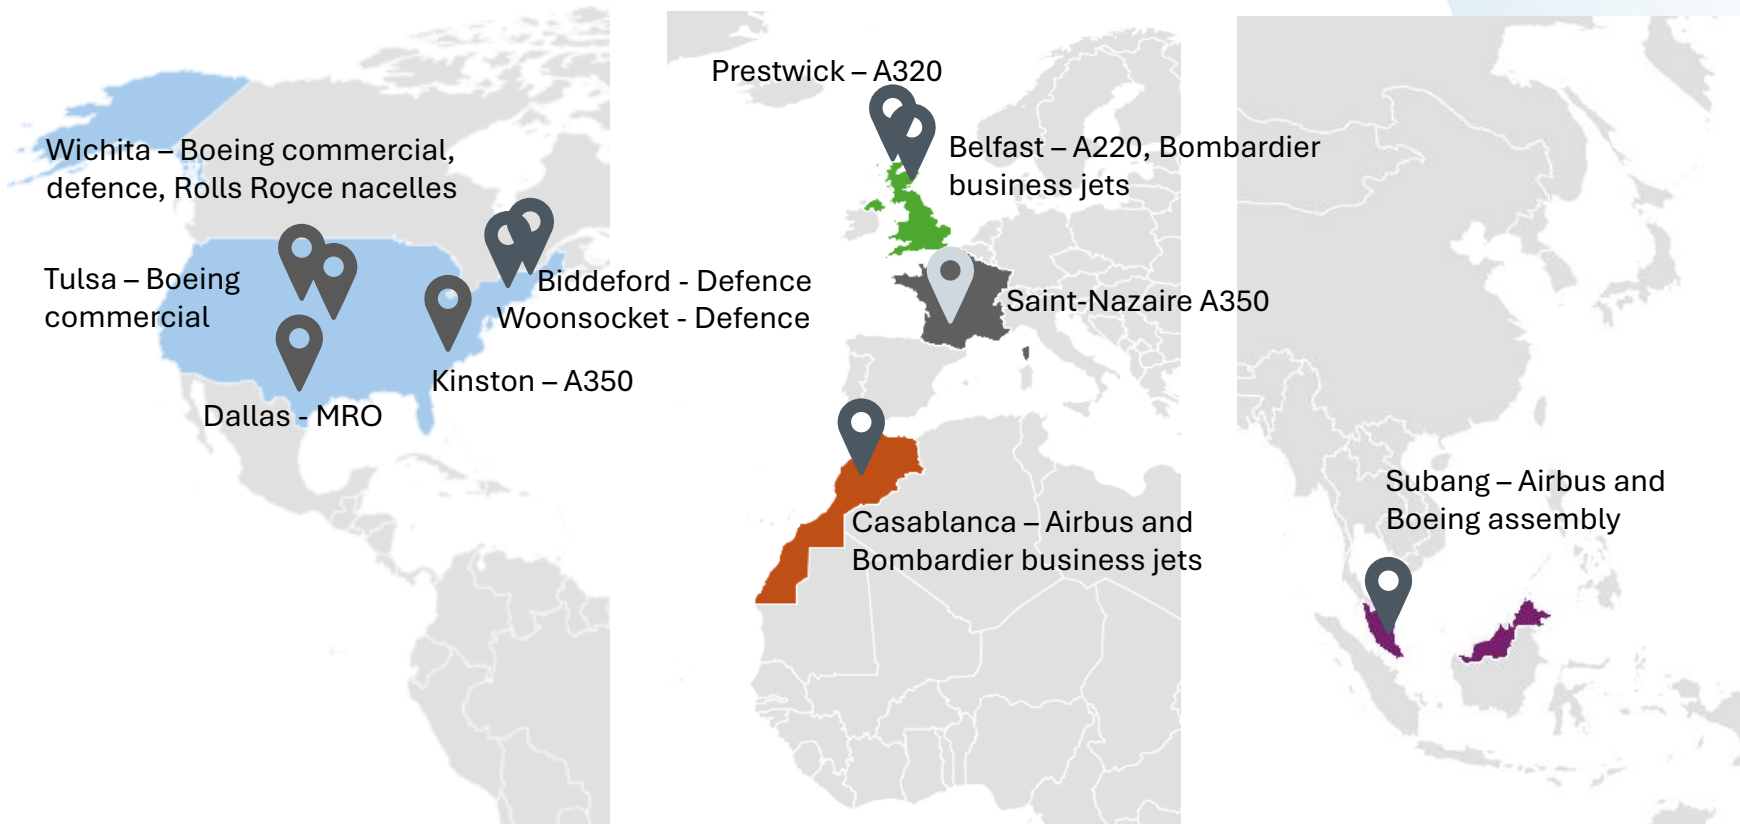 Prestwick – A320
Wichita – Boeing commercial,
defence, Rolls Royce nacelles
Belfast – A220, Bombardier
business jets
Tulsa – Boeing
commercial
Biddeford - Defence
Woonsocket - Defence
Saint-Nazaire A350
Kinston – A350
Dallas - MRO
Casablanca – Airbus and
Bombardier business jets
Subang – Airbus and
Boeing assembly